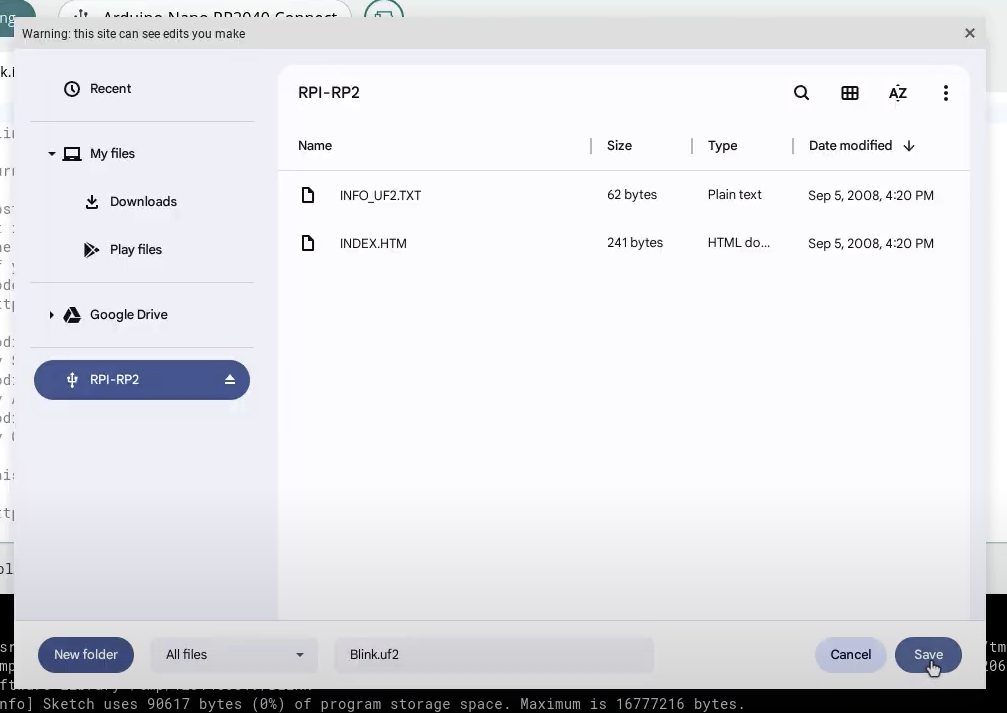 Arduino Nano RP2040 Connect
Warning: this site can see edits you make
Recent
My files
Downloads
Play files
Google Drive
RPI-RP2
RPI-RP2
Name Size Type Date modified
INFO_UF2.TXT 62 bytes Plain text Sep 5, 2008, 4:20 PM
INDEX.HTM 241 bytes HTML do... Sep 5, 2008, 4:20 PM
New folder All files Blink.uf2 Cancel Save
nfo] Sketch uses 90617 bytes (0%) of program storage space. Maximum is 16777216 bytes.